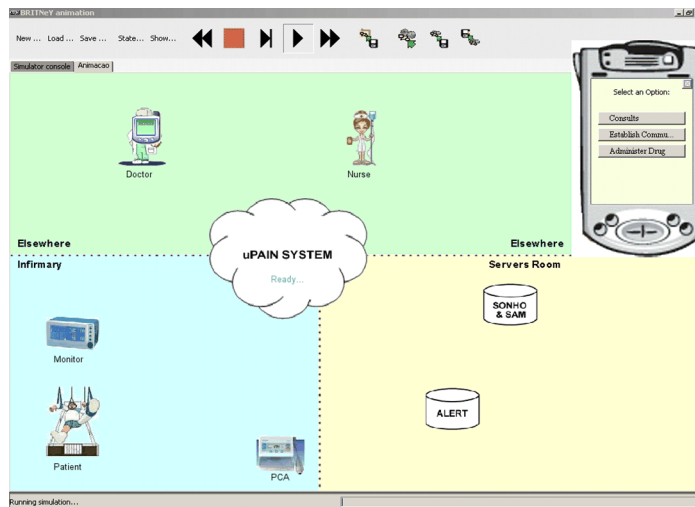 BRITNeY animation
New ... Load ... Save ... State... Show...
Simulator console Animacao
Select an Option:
Consults
Establish Commu...
Administer Drug
Doctor
Nurse
Elsewhere
Elsewhere
uPAIN SYSTEM
Ready...
Infirmary
Servers Room
SONHO
& SAM
Monitor
ALERT
Patient
PCA
Running simulation...